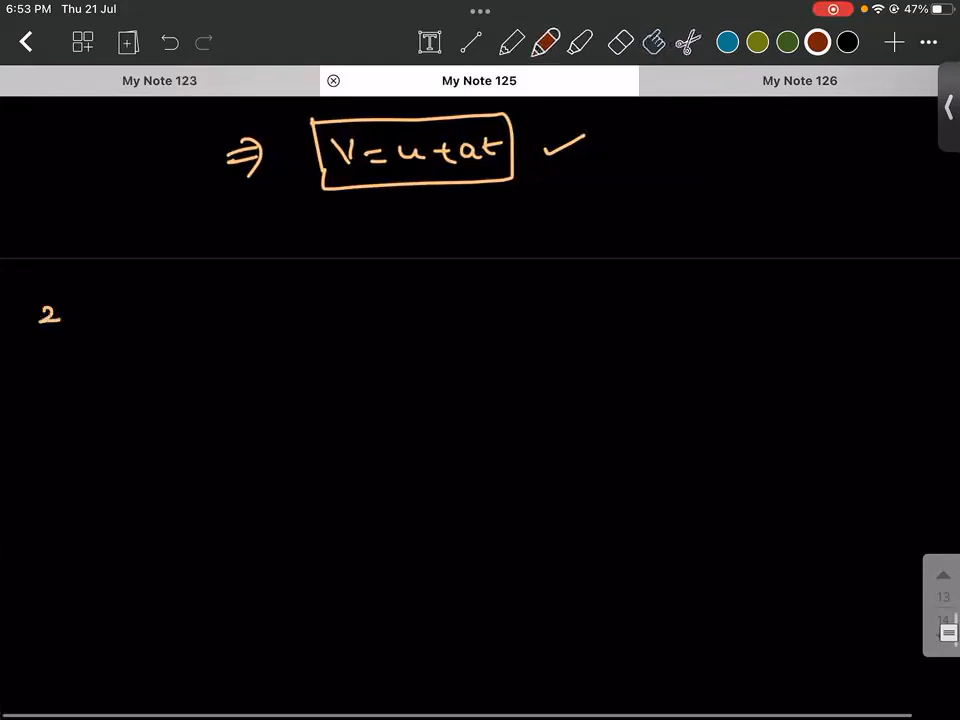 6:53 PM Thu 21 Jul 47%
My Note 123 My Note 125 My Note 126
⇒ V = u + at ✓
2
13
14